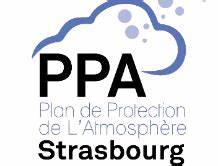 PPA
Plan de Protection
de L'Atmosphère
Strasbourg